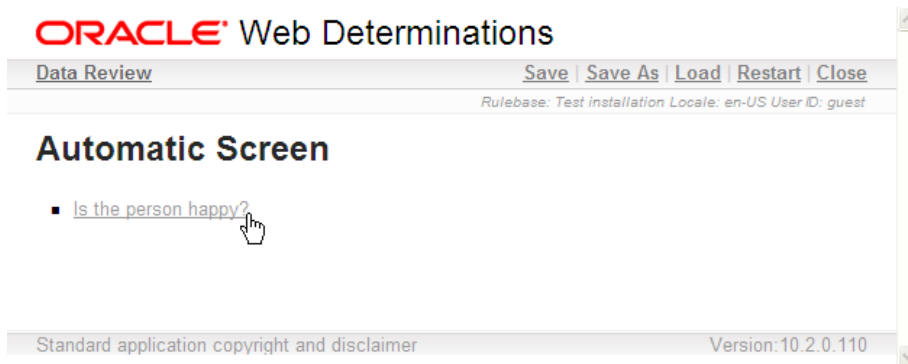 ORACLE® Web Determinations
Data Review Save | Save As | Load | Restart | Close
Rulebase: Test installation Locale: en-US User ID: guest
Automatic Screen
Is the person happy?
Standard application copyright and disclaimer Version:10.2.0.110